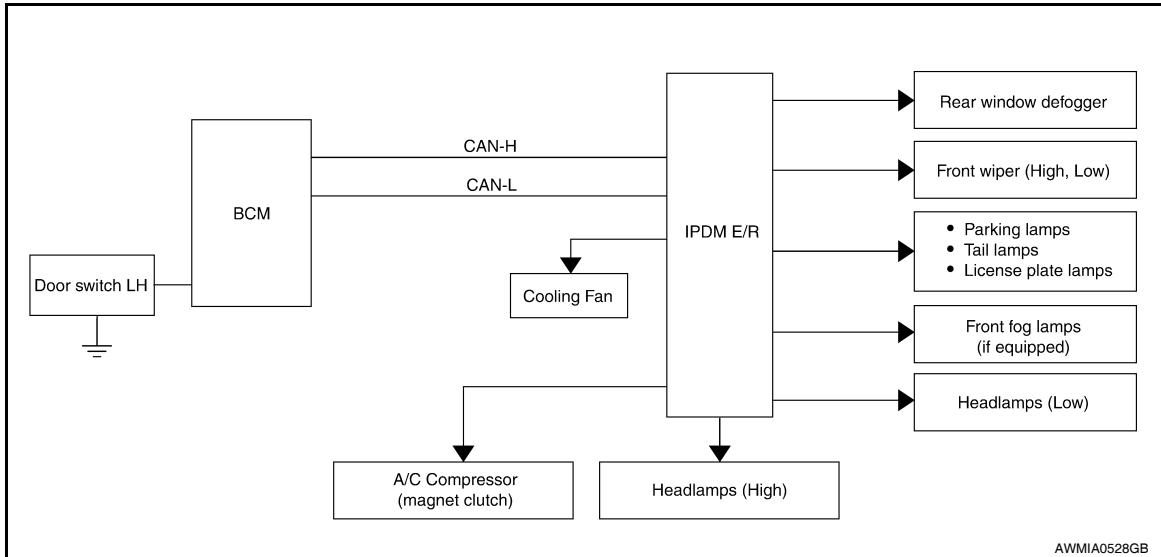 Rear window defogger
CAN-H
Front wiper (High, Low)
CAN-L
BCM
IPDM E/R
• Parking lamps
• Tail lamps
• License plate lamps
Door switch LH
Cooling Fan
Front fog lamps
(if equipped)
Headlamps (Low)
A/C Compressor
(magnet clutch)
Headlamps (High)
AWMIA0528GB